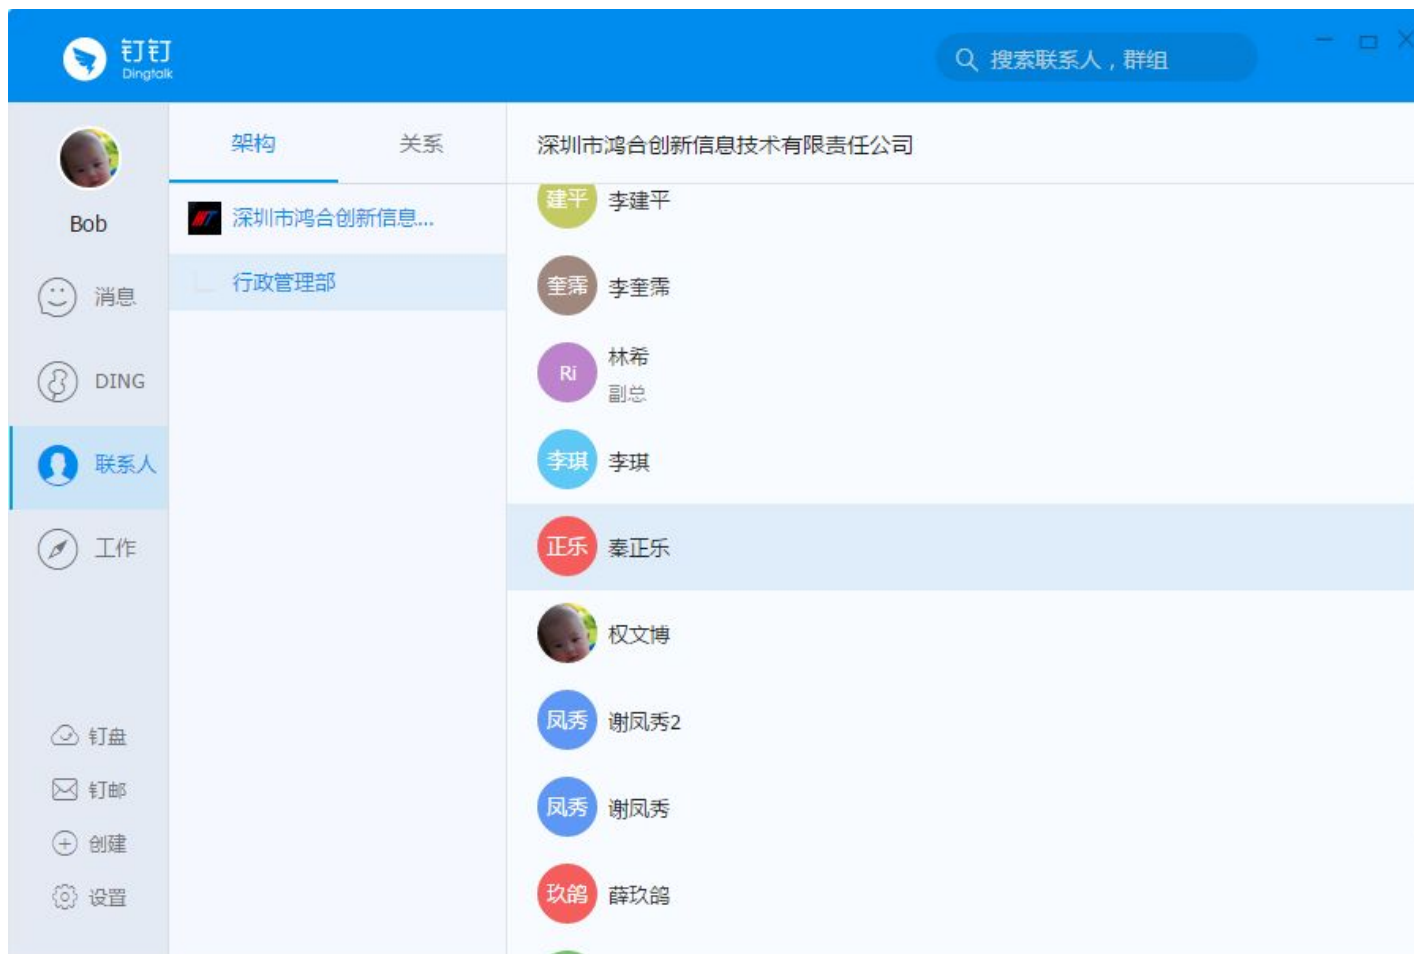 钉钉
Dingtalk
搜索联系人，群组
Bob
消息
DING
联系人
工作
钉盘
钉邮
创建
设置
架构
关系
深圳市鸿合创新信息...
行政管理部
深圳市鸿合创新信息技术有限责任公司
建平 李建平
奎霈 李奎霈
Ri 林希
副总
李琪 李琪
正乐 秦正乐
权文博
凤秀 谢凤秀2
凤秀 谢凤秀
玖鸽 薛玖鸽